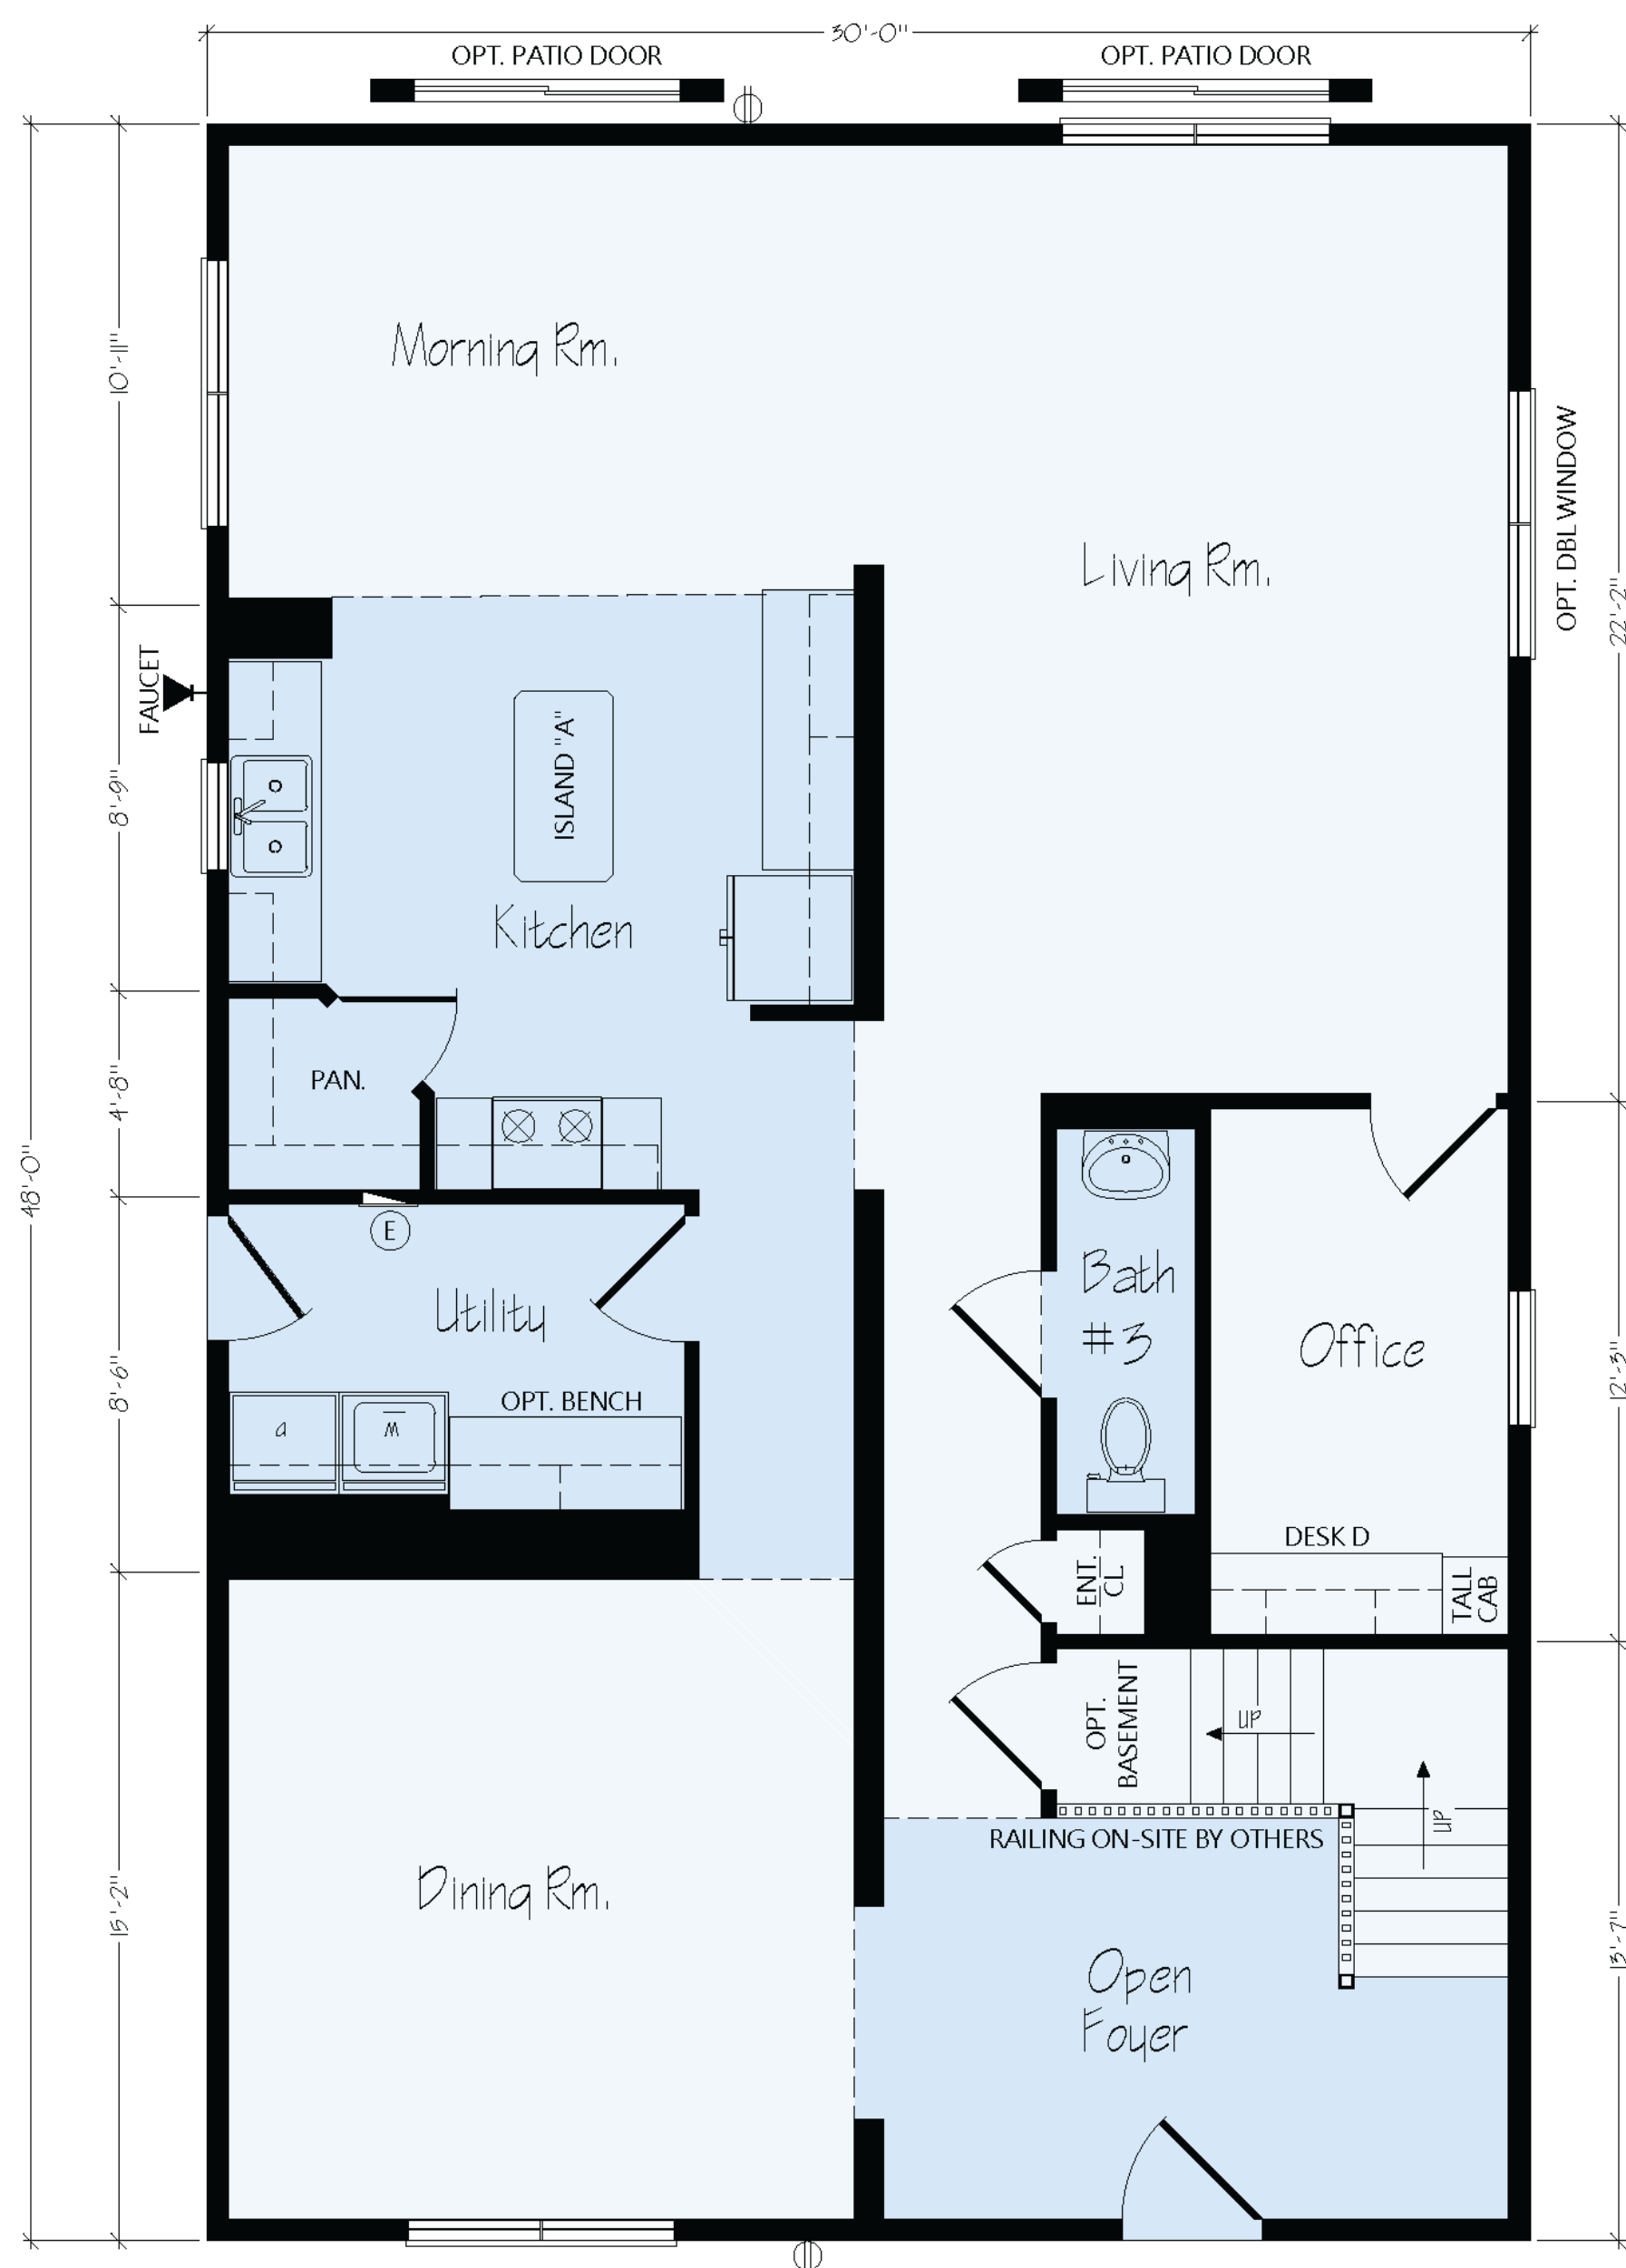 30'-0"
OPT. PATIO DOOR
OPT. PATIO DOOR
10'-11"
Morning Rm.
OPT. DBL WINDOW
Living Rm.
22'-2"
FAUCET
8'-9"
ISLAND "A"
Kitchen
PAN.
4'-8"
48'-0"
E
Utility
Bath
#3
Office
12'-3"
8'-6"
OPT. BENCH
D
W
DESK D
ENT.
CL.
TALL
CAB
OPT.
BASEMENT
UP
UP
RAILING ON-SITE BY OTHERS
Dining Rm.
15'-2"
13'-7"
Open
Foyer